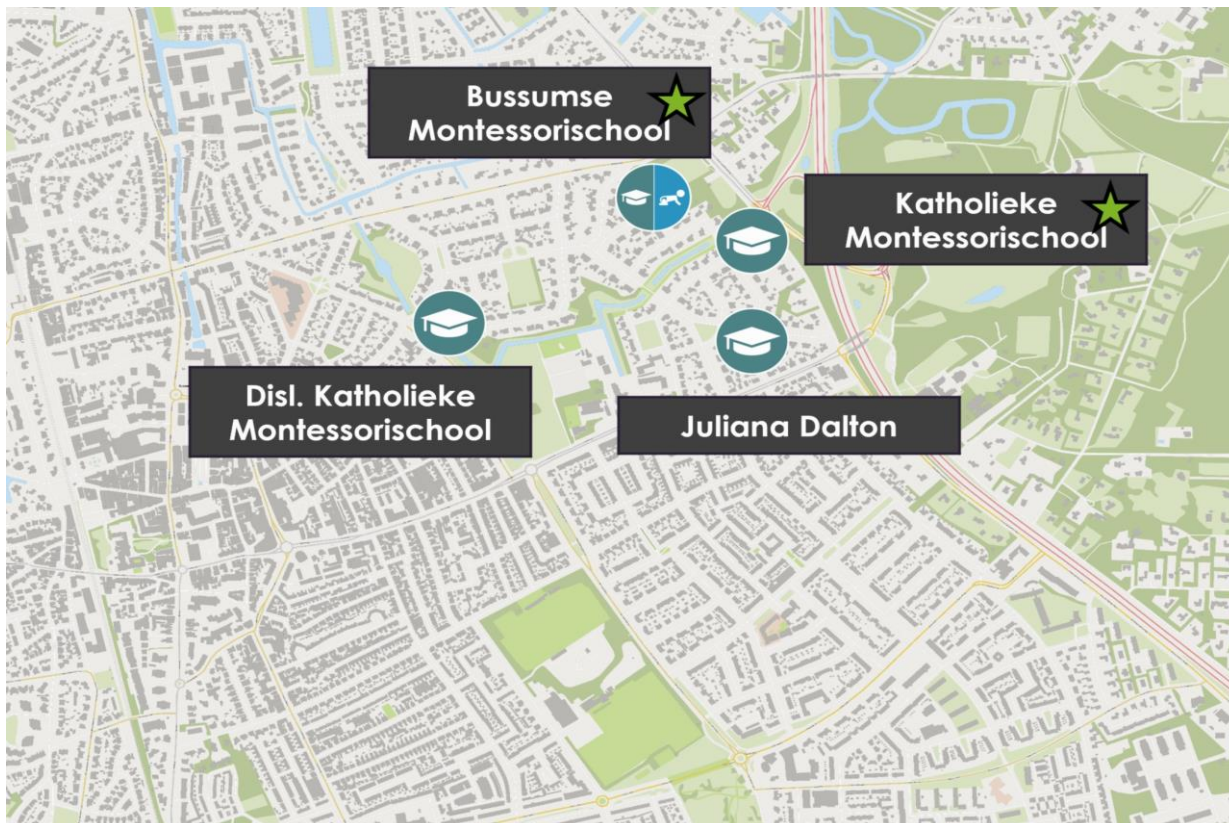 Bussumse
Montessorischool
Katholieke
Montessorischool
Disl. Katholieke
Montessorischool
Juliana Dalton